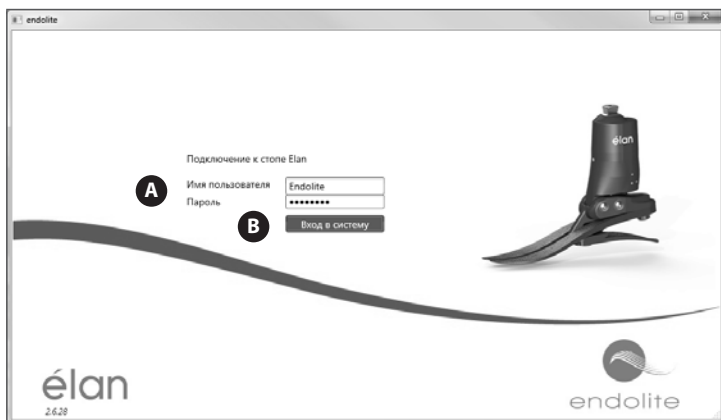 endolite
élan
Подключение к стопе Elan
A
Имя пользователя
Endolite
Пароль
••••••••
B
Вход в систему
élan
2.6.28
endolite